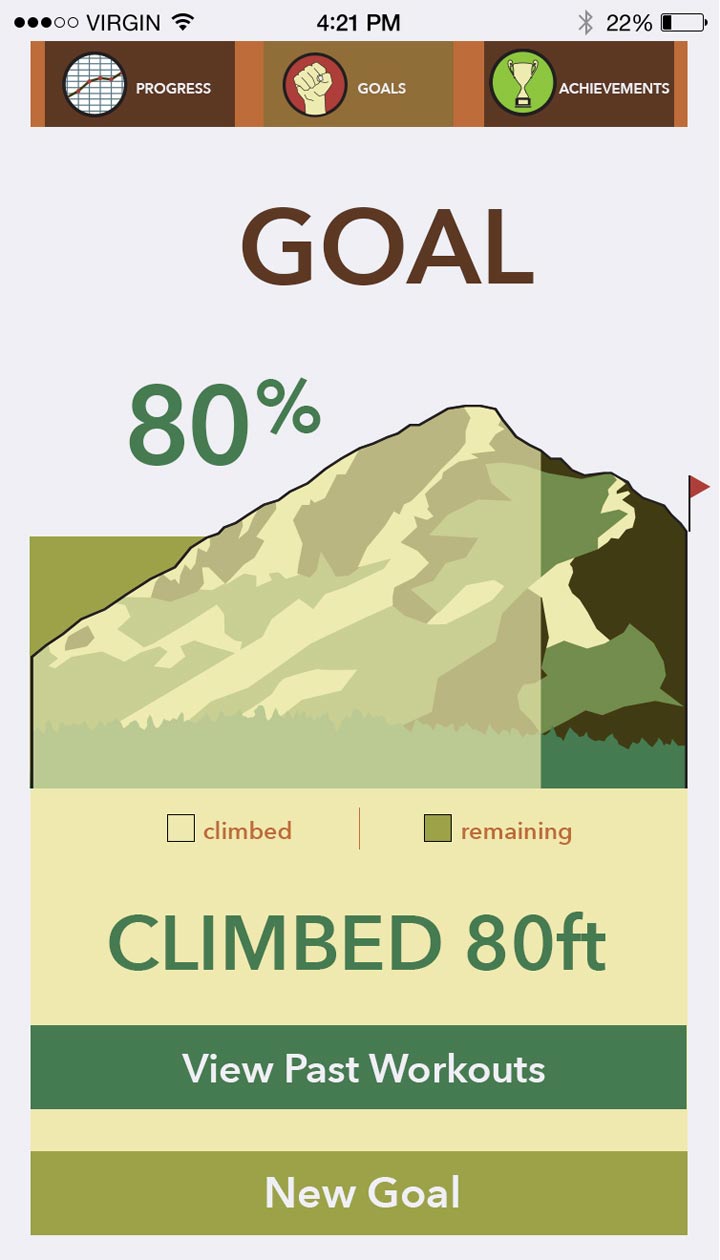 VIRGIN 4:21 PM 22%
PROGRESS GOALS ACHIEVEMENTS
GOAL
80%
climbed remaining
CLIMBED 80ft
View Past Workouts
New Goal